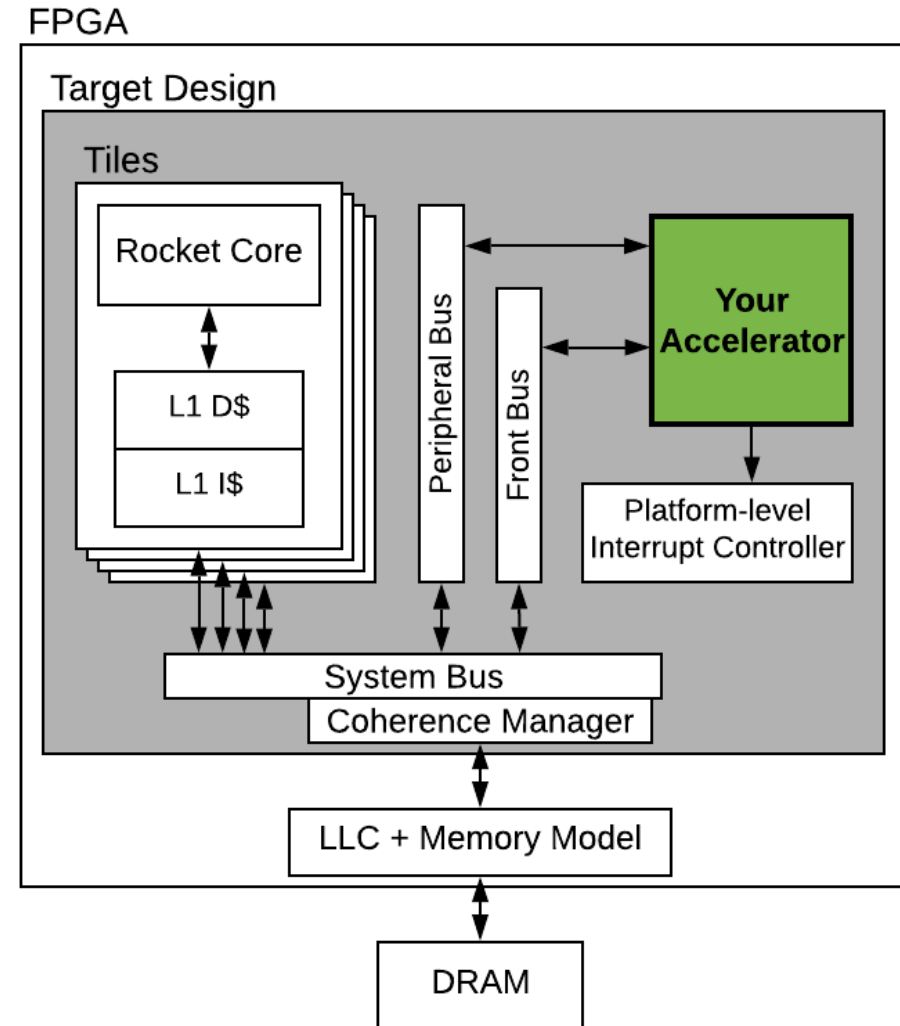 FPGA
Target Design
Tiles
Rocket Core
L1 D$
L1 I$
Peripheral Bus
Front Bus
Your
Accelerator
Platform-level
Interrupt Controller
System Bus
Coherence Manager
LLC + Memory Model
DRAM